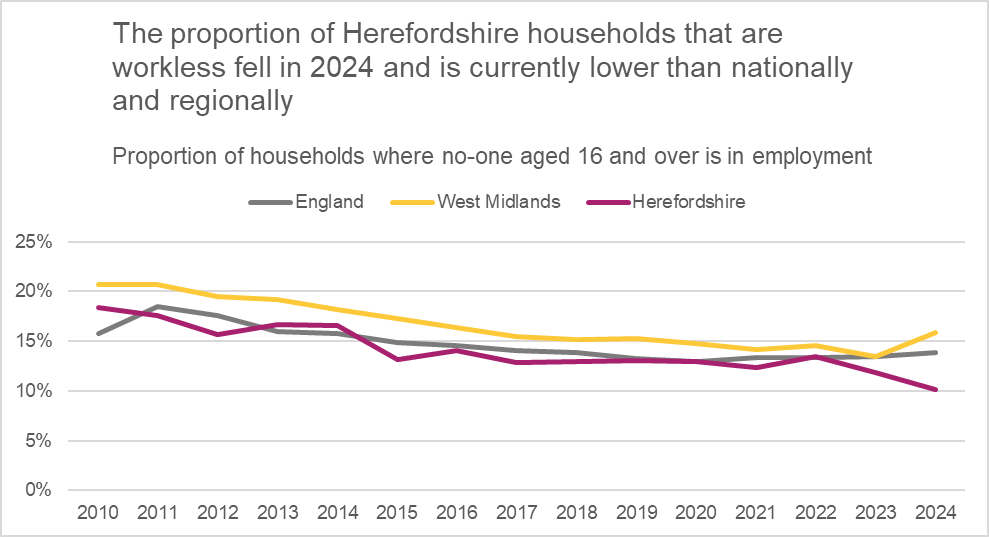 The proportion of Herefordshire households that are
workless fell in 2024 and is currently lower than nationally
and regionally
Proportion of households where no-one aged 16 and over is in employment
England West Midlands Herefordshire
25%
20%
15%
10%
5%
0%
2010 2011 2012 2013 2014 2015 2016 2017 2018 2019 2020 2021 2022 2023 2024